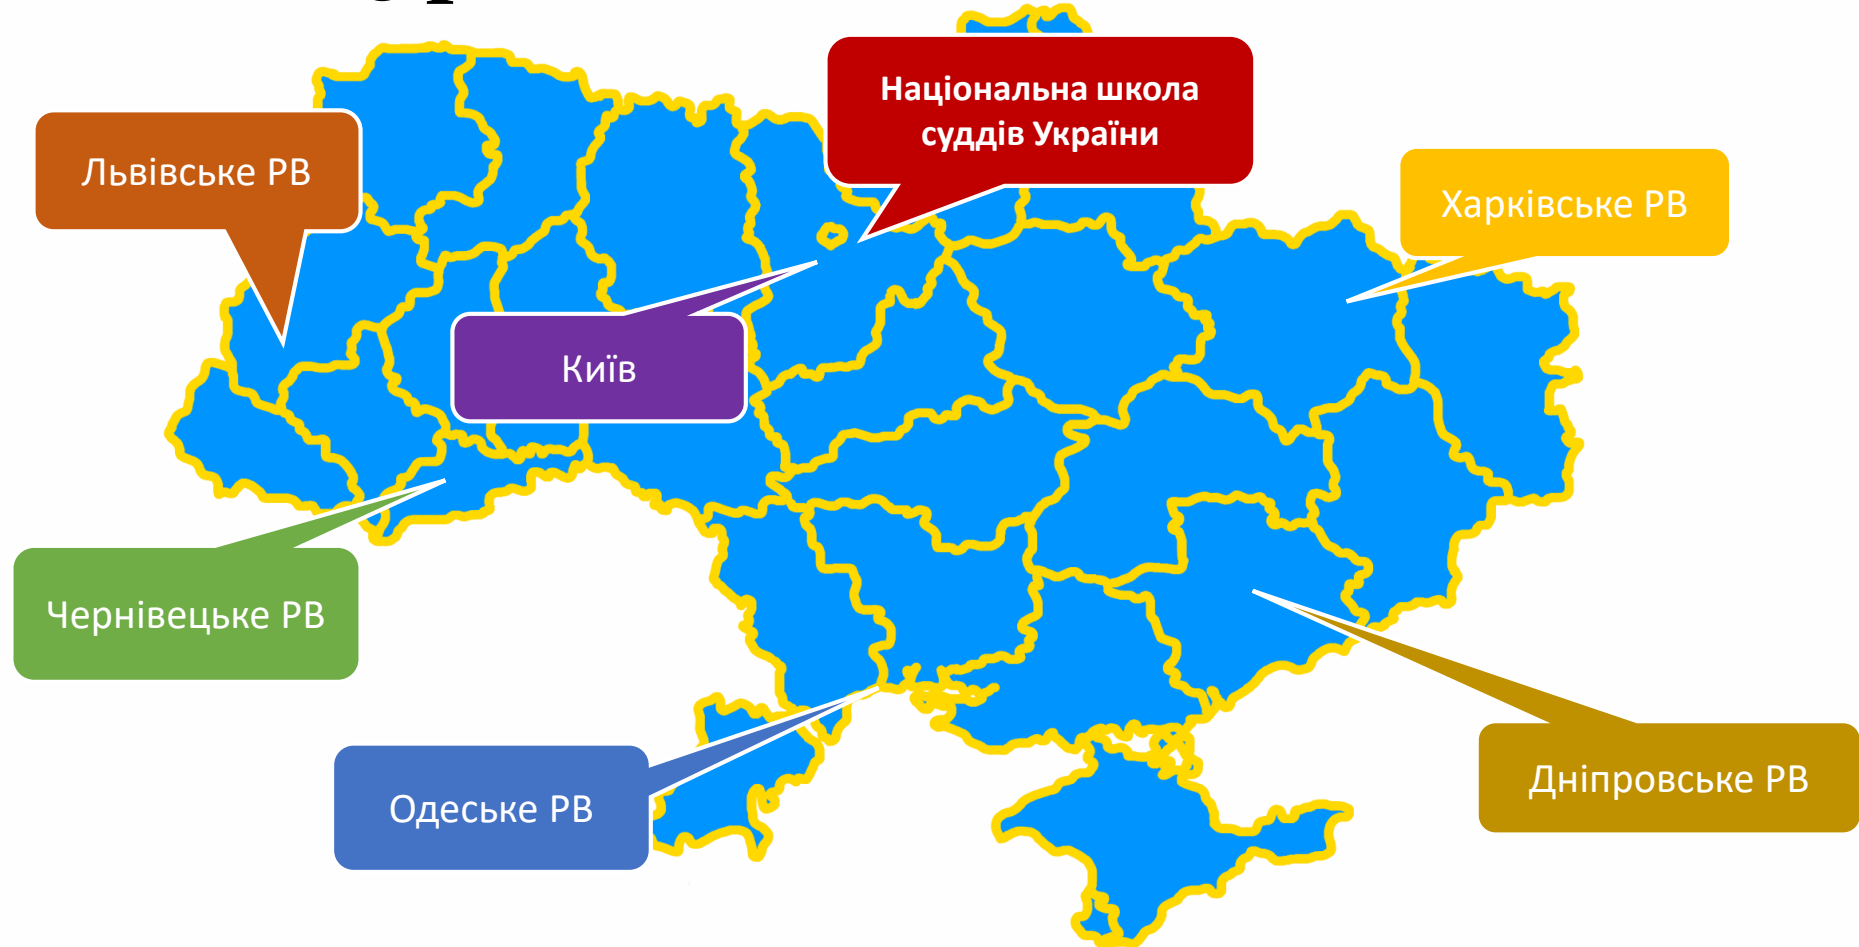 Національна школа
суддів України
Львівське РВ
Харківське РВ
Київ
Чернівецьке РВ
Дніпровське РВ
Одеське РВ